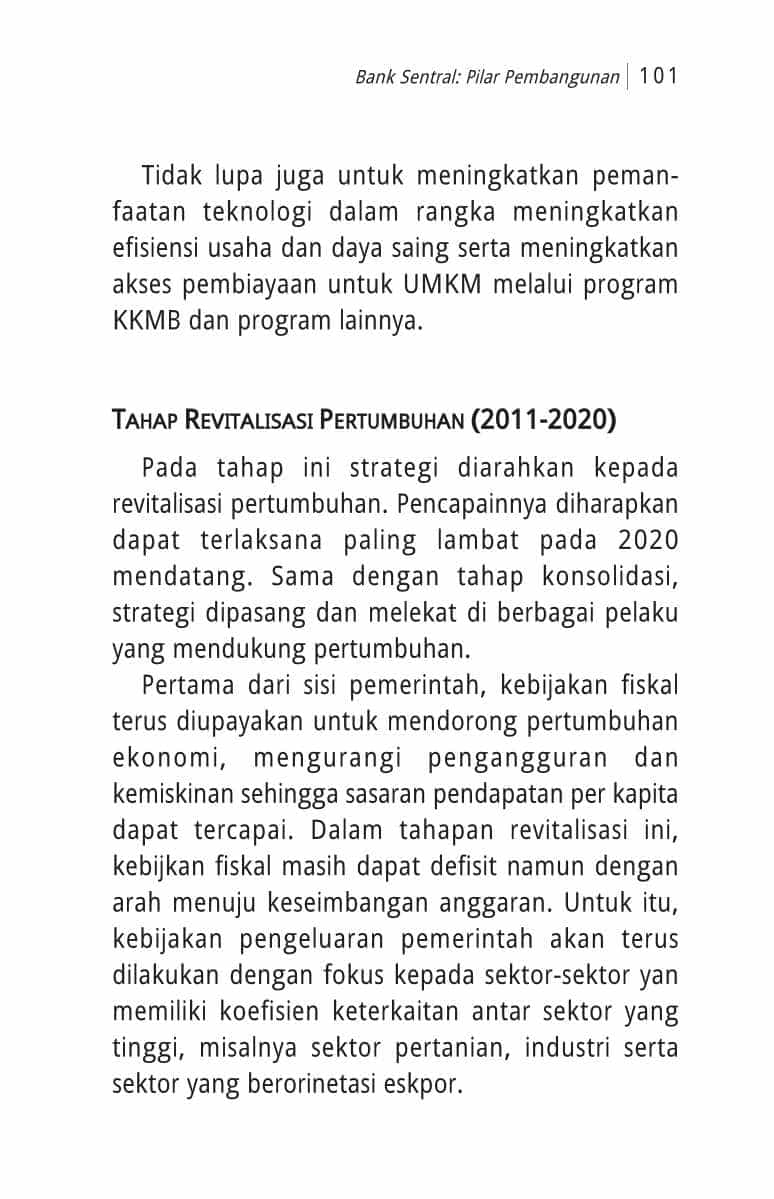 Bank Sentral: Pilar Pembangunan | 101
Tidak lupa juga untuk meningkatkan peman-
faatan teknologi dalam rangka meningkatkan
efisiensi usaha dan daya saing serta meningkatkan
akses pembiayaan untuk UMKM melalui program
KKMB dan program lainnya.
TAHAP REVITALISASI PERTUMBUHAN (2011-2020)
Pada tahap ini strategi diarahkan kepada
revitalisasi pertumbuhan. Pencapainnya diharapkan
dapat terlaksana paling lambat pada 2020
mendatang. Sama dengan tahap konsolidasi,
strategi dipasang dan melekat di berbagai pelaku
yang mendukung pertumbuhan.
Pertama dari sisi pemerintah, kebijakan fiskal
terus diupayakan untuk mendorong pertumbuhan
ekonomi, mengurangi pengangguran dan
kemiskinan sehingga sasaran pendapatan per kapita
dapat tercapai. Dalam tahapan revitalisasi ini,
kebijkan fiskal masih dapat defisit namun dengan
arah menuju keseimbangan anggaran. Untuk itu,
kebijakan pengeluaran pemerintah akan terus
dilakukan dengan fokus kepada sektor-sektor yan
memiliki koefisien keterkaitan antar sektor yang
tinggi, misalnya sektor pertanian, industri serta
sektor yang berorinetasi eskpor.